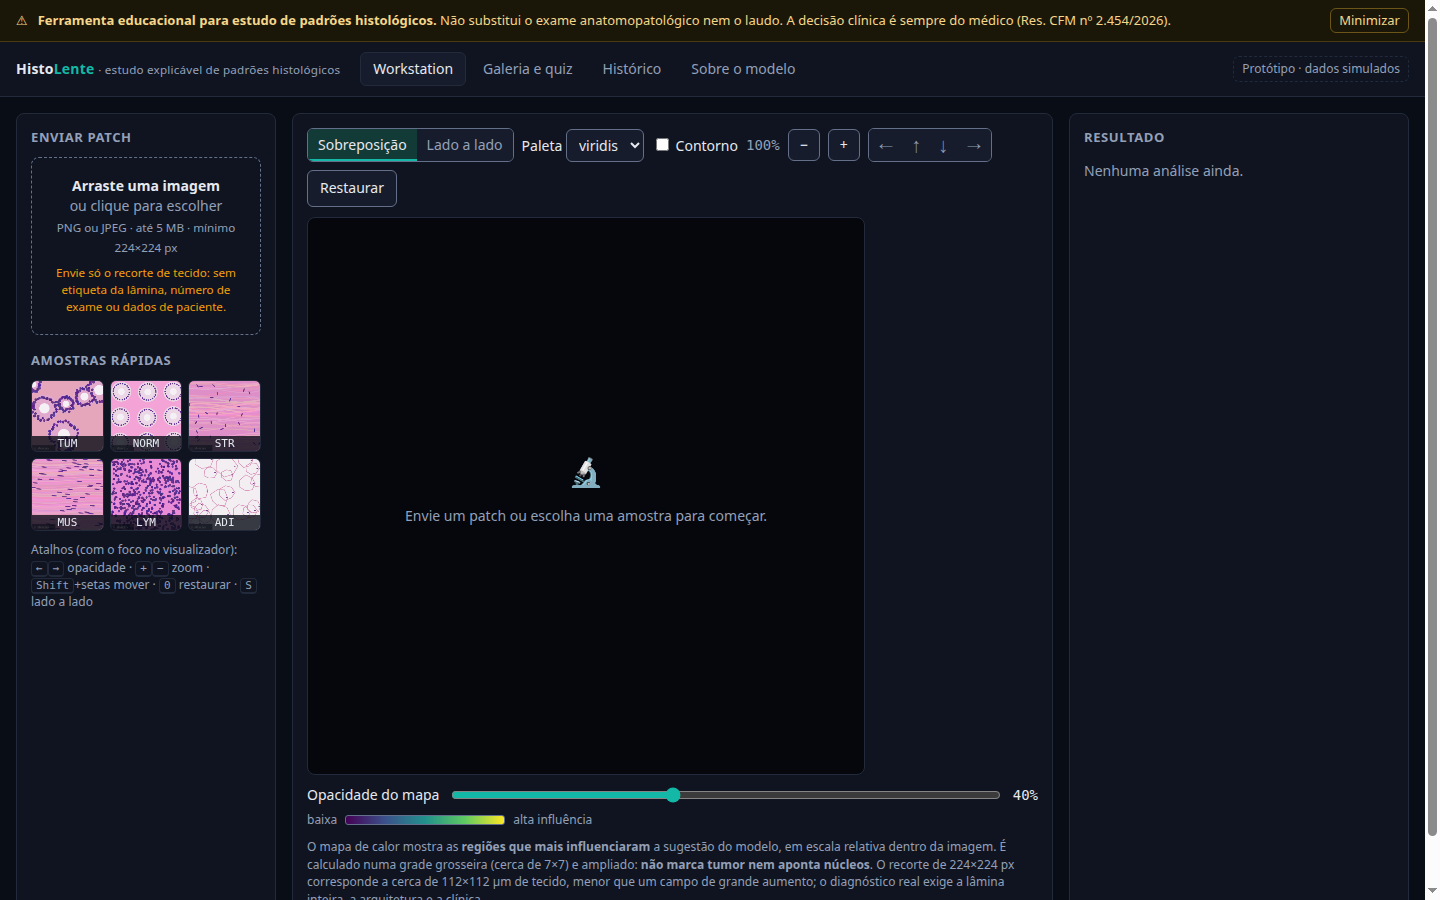 ⚠ Ferramenta educacional para estudo de padrões histológicos. Não substitui o exame anatomopatológico nem o laudo. A decisão clínica é sempre do médico (Res. CFM nº 2.454/2026). Minimizar
HistoLente · estudo explicável de padrões histológicos Workstation Galeria e quiz Histórico Sobre o modelo Protótipo · dados simulados
ENVIAR PATCH
Arraste uma imagem
ou clique para escolher
PNG ou JPEG · até 5 MB · mínimo
224×224 px
Envie só o recorte de tecido: sem
etiqueta da lâmina, número de
exame ou dados de paciente.
AMOSTRAS RÁPIDAS
TUM NORM STR
MUS LYM ADI
Atalhos (com o foco no visualizador):
← → opacidade · + − zoom ·
Shift+setas mover · 0 restaurar · S
lado a lado
Sobreposição Lado a lado Paleta viridis Contorno 100% − + ← ↑ ↓ →
Restaurar
Envie um patch ou escolha uma amostra para começar.
Opacidade do mapa 40%
baixa alta influência
O mapa de calor mostra as regiões que mais influenciaram a sugestão do modelo, em escala relativa dentro da imagem. É
calculado numa grade grosseira (cerca de 7×7) e ampliado: não marca tumor nem aponta núcleos. O recorte de 224×224 px
corresponde a cerca de 112×112 µm de tecido, menor que um campo de grande aumento; o diagnóstico real exige a lâmina
inteira, a arquitetura e a clínica.
RESULTADO
Nenhuma análise ainda.